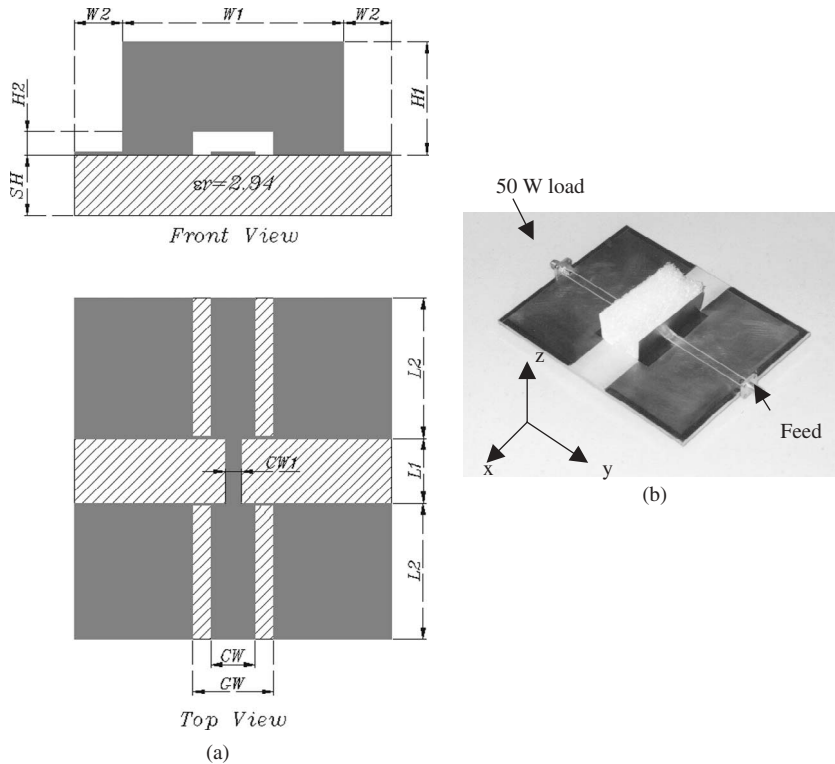 W2 W1 W2
H2
H1
SH
εr=2.94
Front View
L2
CW1
L1
L2
CW
GW
Top View
(a)
50 W load
z
Feed
x
y
(b)